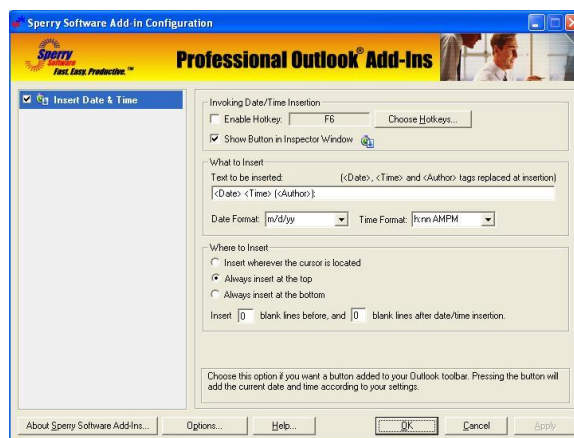 Sperry Software Add-in Configuration
Sperry
Software
Fast. Easy. Productive.™
Professional Outlook® Add-Ins
Insert Date & Time
Invoking Date/Time Insertion
Enable Hotkey: F6 Choose Hotkeys...
Show Button in Inspector Window
What to Insert
Text to be inserted: (<Date>, <Time> and <Author> tags replaced at insertion)
<Date> <Time> (<Author>):
Date Format: m/d/yy Time Format: h:nn AMPM
Where to Insert
Insert wherever the cursor is located
Always insert at the top
Always insert at the bottom
Insert 0 blank lines before, and 0 blank lines after date/time insertion.
Choose this option if you want a button added to your Outlook toolbar. Pressing the button will
add the current date and time according to your settings.
About Sperry Software Add-Ins... Options... Help... OK Cancel Apply